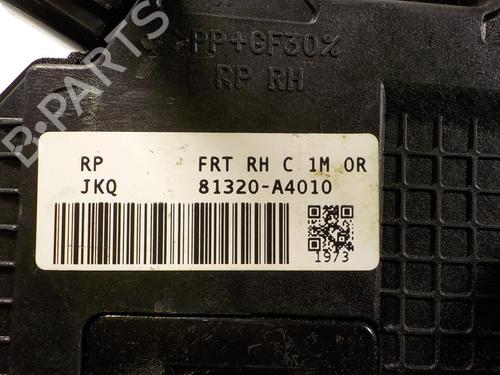 >PP+GF30%
RP RH
RP FRT RH C 1M OR
JKQ 81320-A4010
1973
B-PARTS